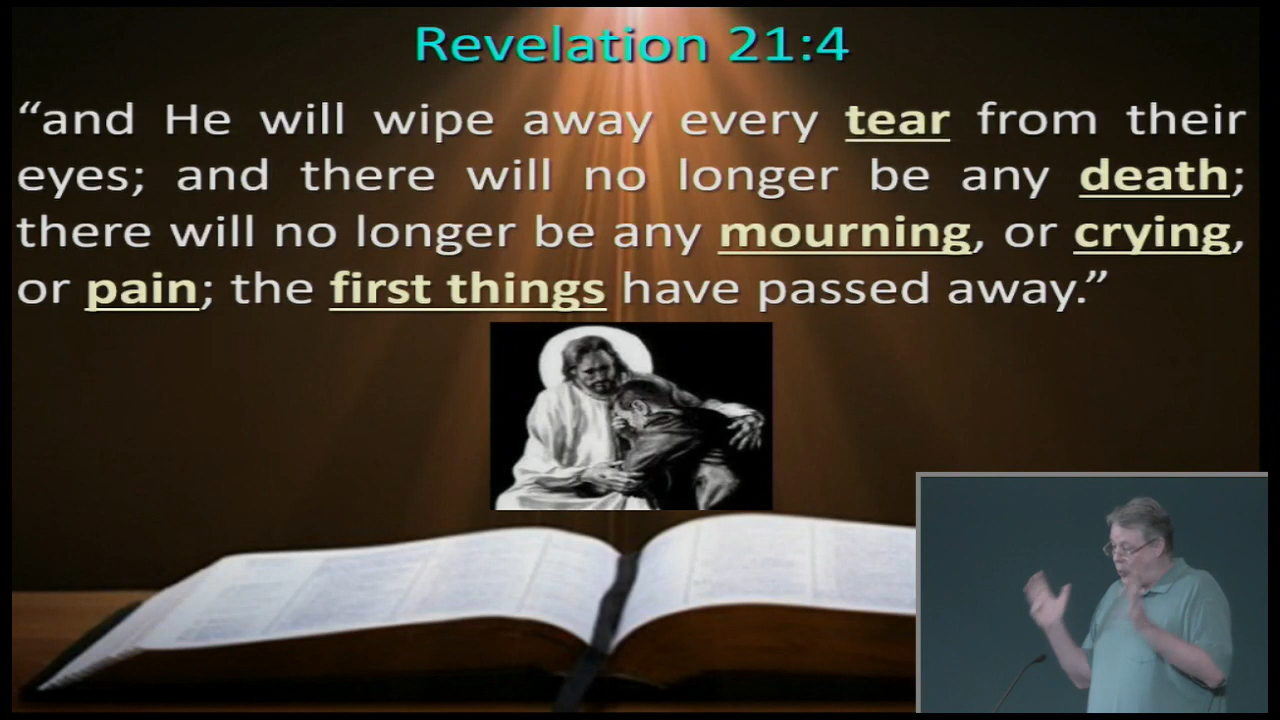 Revelation 21:4
“and He will wipe away every tear from their
eyes; and there will no longer be any death;
there will no longer be any mourning, or crying,
or pain; the first things have passed away.”